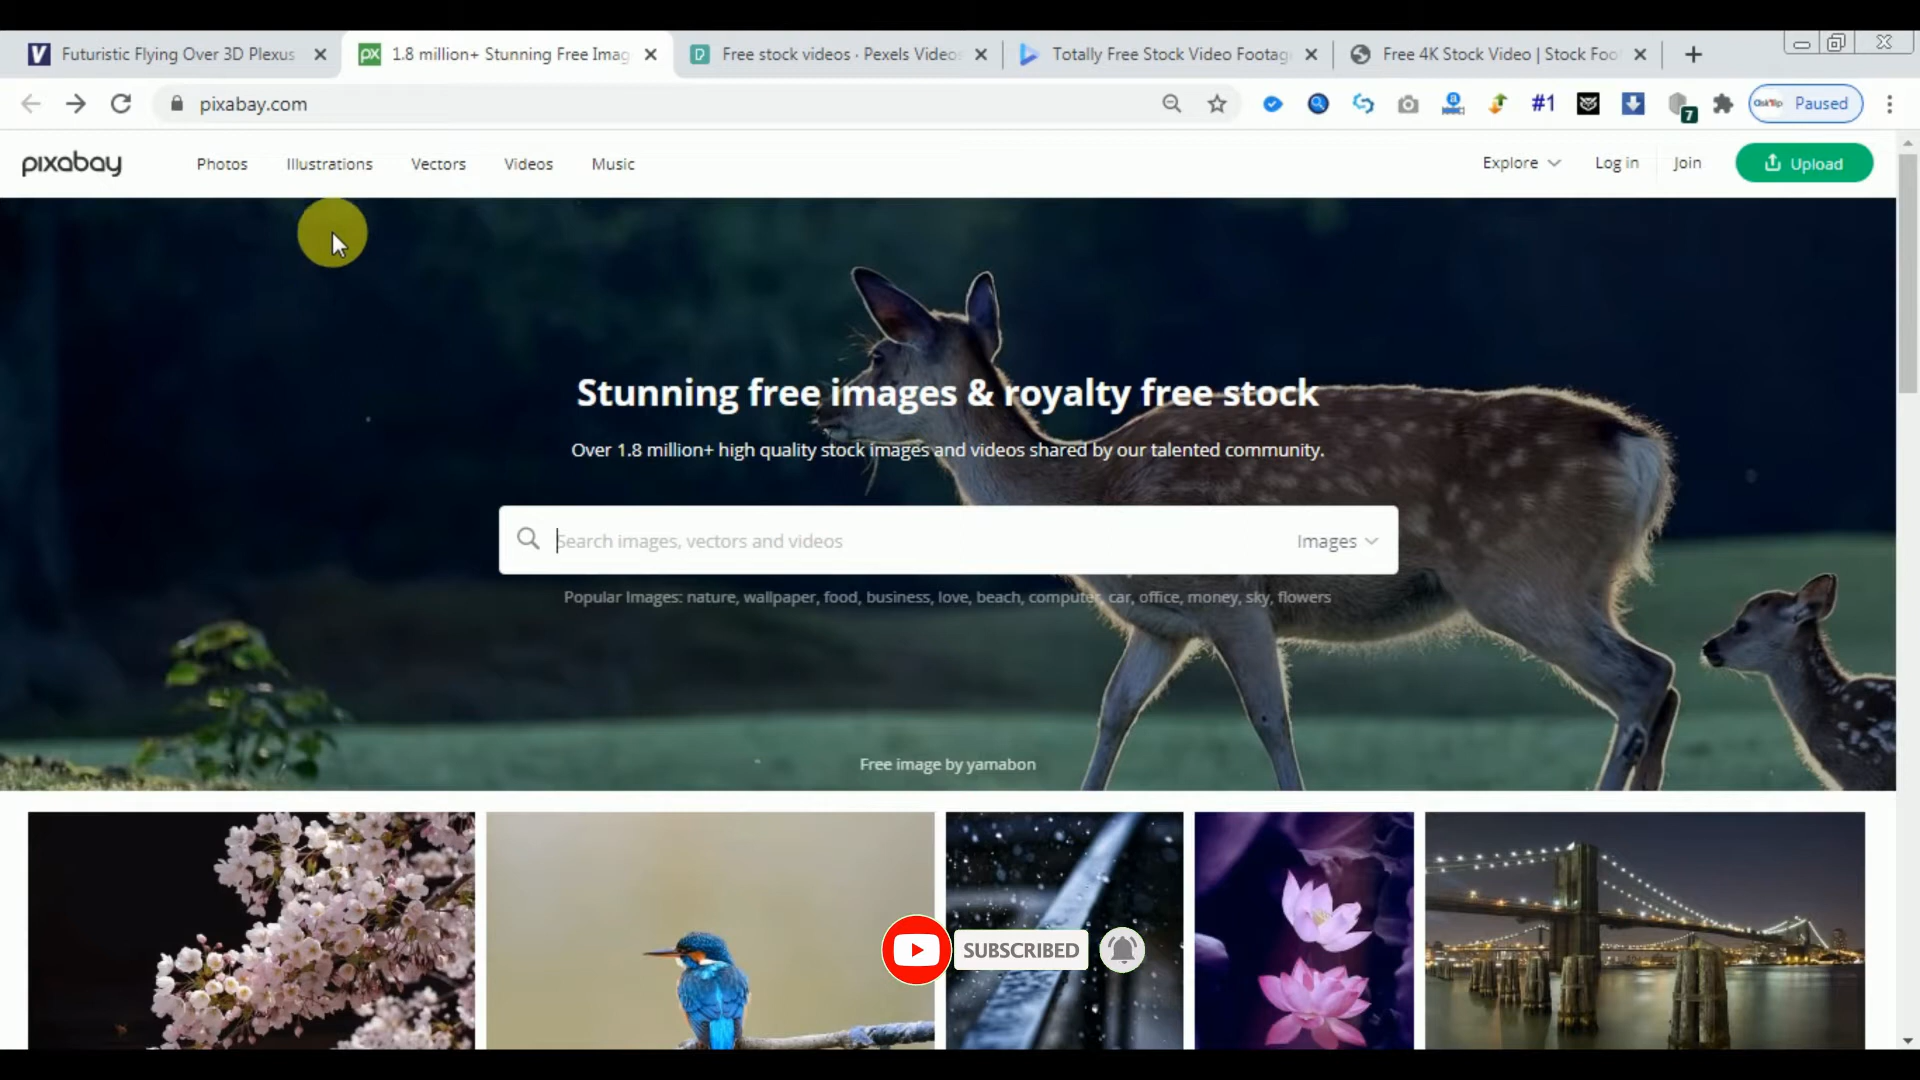 Futuristic Flying Over 3D Plexus
1.8 million+ Stunning Free Imag
Free stock videos · Pexels Videos
Totally Free Stock Video Footag
Free 4K Stock Video | Stock Foo
pixabay.com
#1
7
Paused
pixabay
Photos
Illustrations
Vectors
Videos
Music
Explore
Log in
Join
Upload
Stunning free images & royalty free stock
Over 1.8 million+ high quality stock images and videos shared by our talented community.
Search images, vectors and videos
Images
Popular Images: nature, wallpaper, food, business, love, beach, computer, car, office, money, sky, flowers
Free image by yamabon
SUBSCRIBED